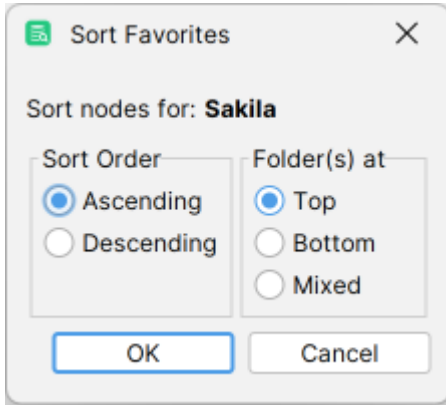 Sort Favorites
Sort nodes for: Sakila
Sort Order
Ascending
Descending
Folder(s) at
Top
Bottom
Mixed
OK
Cancel